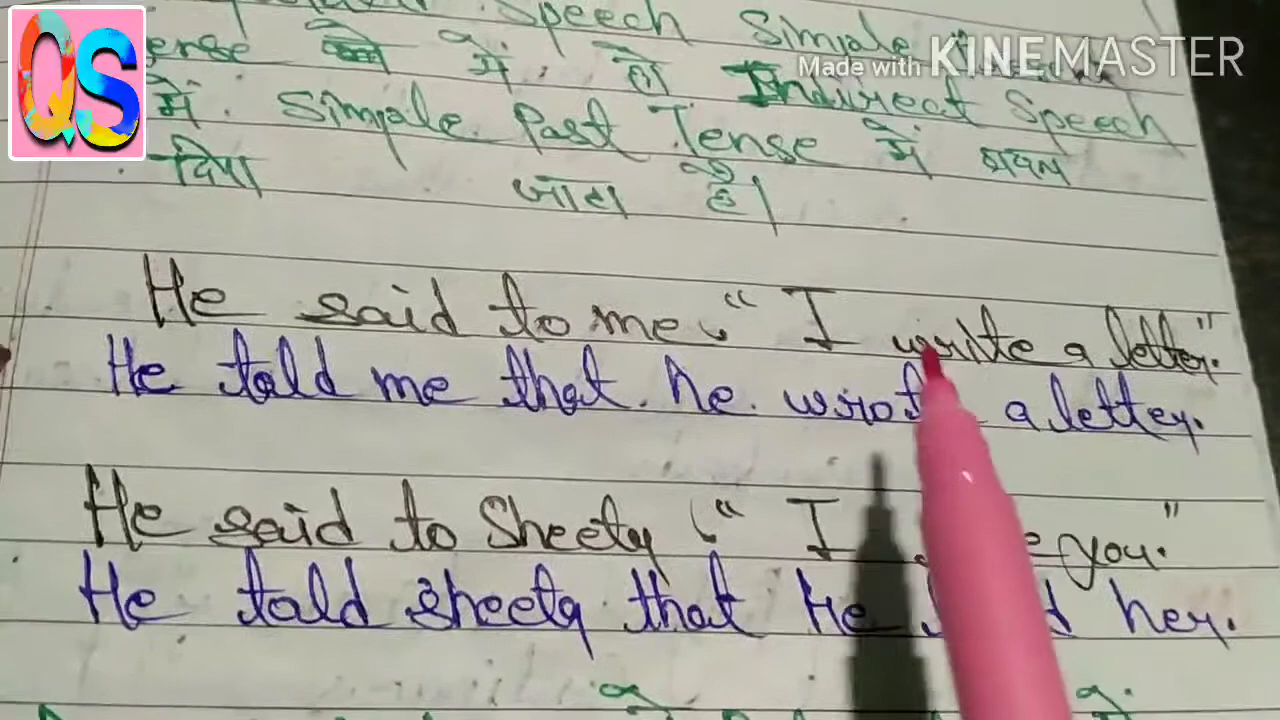 QS
Made with KINEMASTER
Speech Simple
में हो Indirect Speech
में Simple Past Tense में बदल
दिया जाता है।
He said to me, “I write a letter."
He told me that he wrote a letter.
He said to Sheety, “I you."
He told sheety that He her.